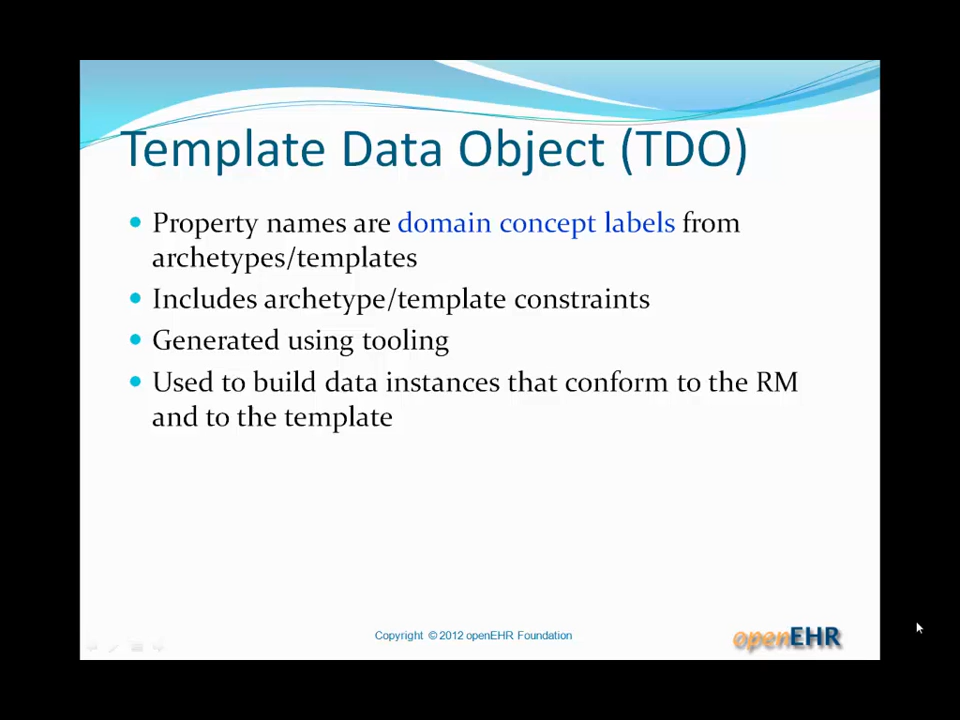 Template Data Object (TDO)
Property names are domain concept labels from
archetypes/templates
Includes archetype/template constraints
Generated using tooling
Used to build data instances that conform to the RM
and to the template
Copyright © 2012 openEHR Foundation
openEHR